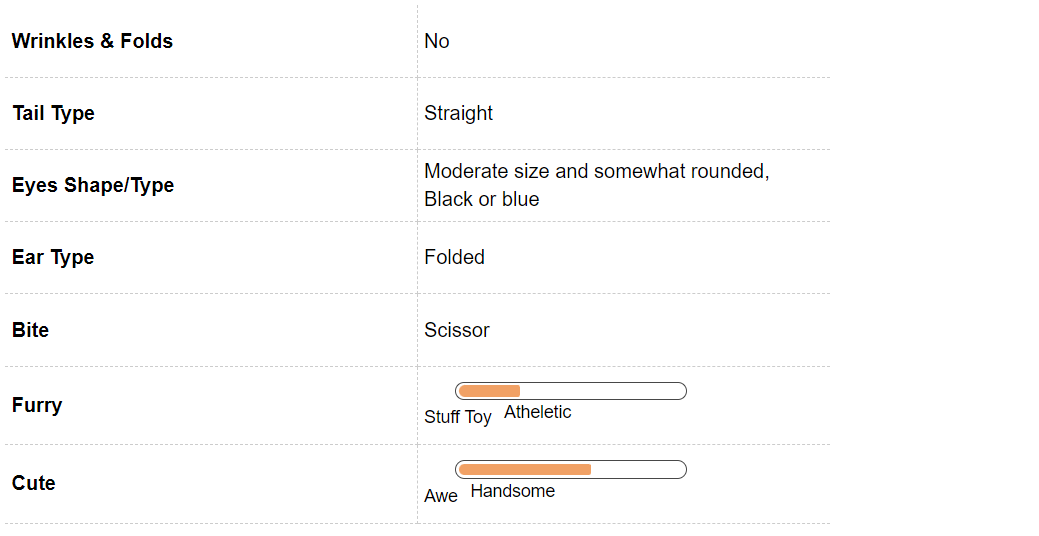 Wrinkles & Folds
No
Tail Type
Straight
Eyes Shape/Type
Moderate size and somewhat rounded,
Black or blue
Ear Type
Folded
Bite
Scissor
Furry
Stuff Toy Atheletic
Cute
Awe Handsome